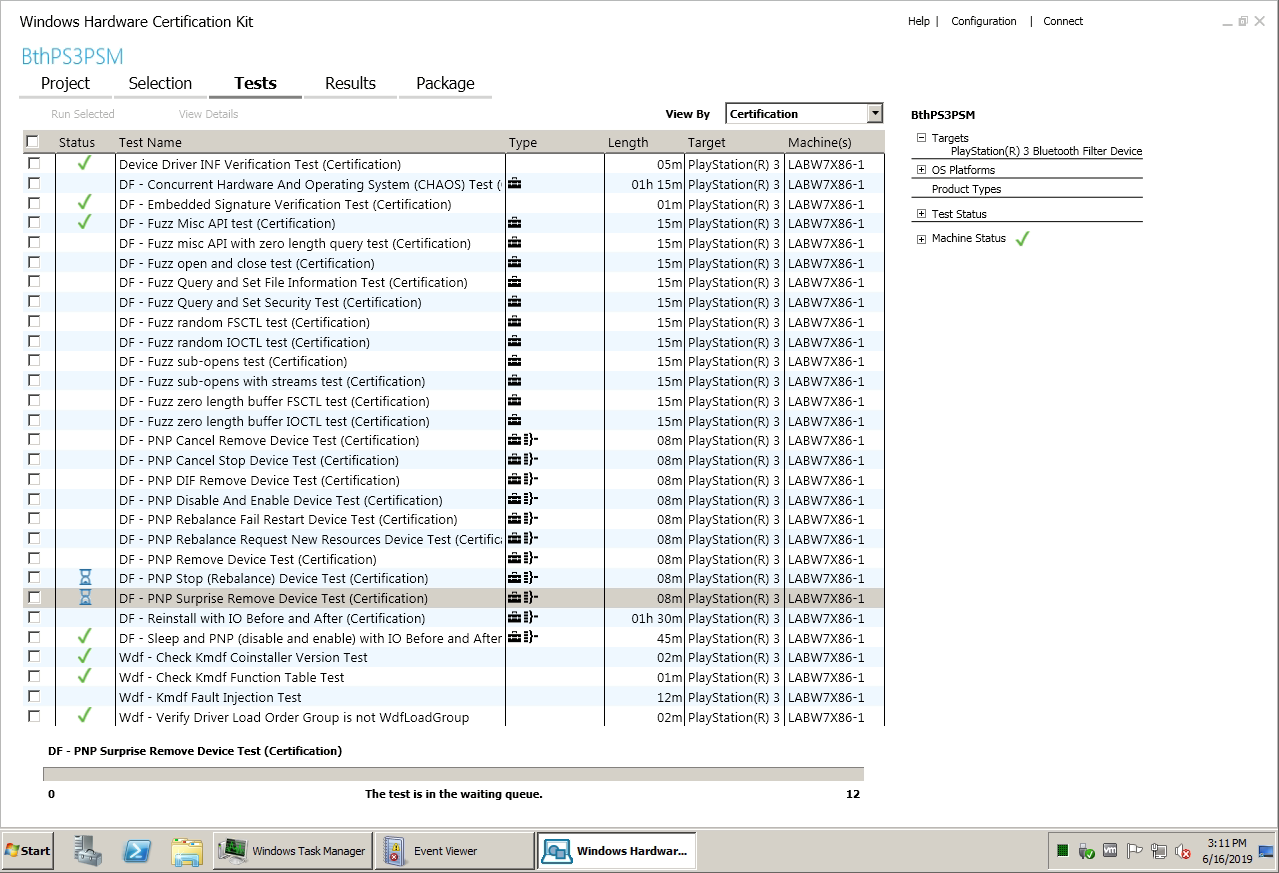 Windows Hardware Certification Kit
Help | Configuration | Connect
BthPS3PSM
Project Selection Tests Results Package
Run Selected View Details View By Certification
Status Test Name Type Length Target Machine(s)
Device Driver INF Verification Test (Certification) 05m PlayStation(R) 3 LABW7X86-1
DF - Concurrent Hardware And Operating System (CHAOS) Test ( 01h 15m PlayStation(R) 3 LABW7X86-1
DF - Embedded Signature Verification Test (Certification) 01m PlayStation(R) 3 LABW7X86-1
DF - Fuzz Misc API test (Certification) 15m PlayStation(R) 3 LABW7X86-1
DF - Fuzz misc API with zero length query test (Certification) 15m PlayStation(R) 3 LABW7X86-1
DF - Fuzz open and close test (Certification) 15m PlayStation(R) 3 LABW7X86-1
DF - Fuzz Query and Set File Information Test (Certification) 15m PlayStation(R) 3 LABW7X86-1
DF - Fuzz Query and Set Security Test (Certification) 15m PlayStation(R) 3 LABW7X86-1
DF - Fuzz random FSCTL test (Certification) 15m PlayStation(R) 3 LABW7X86-1
DF - Fuzz random IOCTL test (Certification) 15m PlayStation(R) 3 LABW7X86-1
DF - Fuzz sub-opens test (Certification) 15m PlayStation(R) 3 LABW7X86-1
DF - Fuzz sub-opens with streams test (Certification) 15m PlayStation(R) 3 LABW7X86-1
DF - Fuzz zero length buffer FSCTL test (Certification) 15m PlayStation(R) 3 LABW7X86-1
DF - Fuzz zero length buffer IOCTL test (Certification) 15m PlayStation(R) 3 LABW7X86-1
DF - PNP Cancel Remove Device Test (Certification) 08m PlayStation(R) 3 LABW7X86-1
DF - PNP Cancel Stop Device Test (Certification) 08m PlayStation(R) 3 LABW7X86-1
DF - PNP DIF Remove Device Test (Certification) 08m PlayStation(R) 3 LABW7X86-1
DF - PNP Disable And Enable Device Test (Certification) 08m PlayStation(R) 3 LABW7X86-1
DF - PNP Rebalance Fail Restart Device Test (Certification) 08m PlayStation(R) 3 LABW7X86-1
DF - PNP Rebalance Request New Resources Device Test (Certific 08m PlayStation(R) 3 LABW7X86-1
DF - PNP Remove Device Test (Certification) 08m PlayStation(R) 3 LABW7X86-1
DF - PNP Stop (Rebalance) Device Test (Certification) 08m PlayStation(R) 3 LABW7X86-1
DF - PNP Surprise Remove Device Test (Certification) 08m PlayStation(R) 3 LABW7X86-1
DF - Reinstall with IO Before and After (Certification) 01h 30m PlayStation(R) 3 LABW7X86-1
DF - Sleep and PNP (disable and enable) with IO Before and After 45m PlayStation(R) 3 LABW7X86-1
Wdf - Check Kmdf Coinstaller Version Test 02m PlayStation(R) 3 LABW7X86-1
Wdf - Check Kmdf Function Table Test 01m PlayStation(R) 3 LABW7X86-1
Wdf - Kmdf Fault Injection Test 12m PlayStation(R) 3 LABW7X86-1
Wdf - Verify Driver Load Order Group is not WdfLoadGroup 02m PlayStation(R) 3 LABW7X86-1
BthPS3PSM
Targets
PlayStation(R) 3 Bluetooth Filter Device
OS Platforms
Product Types
Test Status
Machine Status
DF - PNP Surprise Remove Device Test (Certification)
0 The test is in the waiting queue. 12
Start Windows Task Manager Event Viewer Windows Hardwar... vm 3:11 PM
6/16/2019